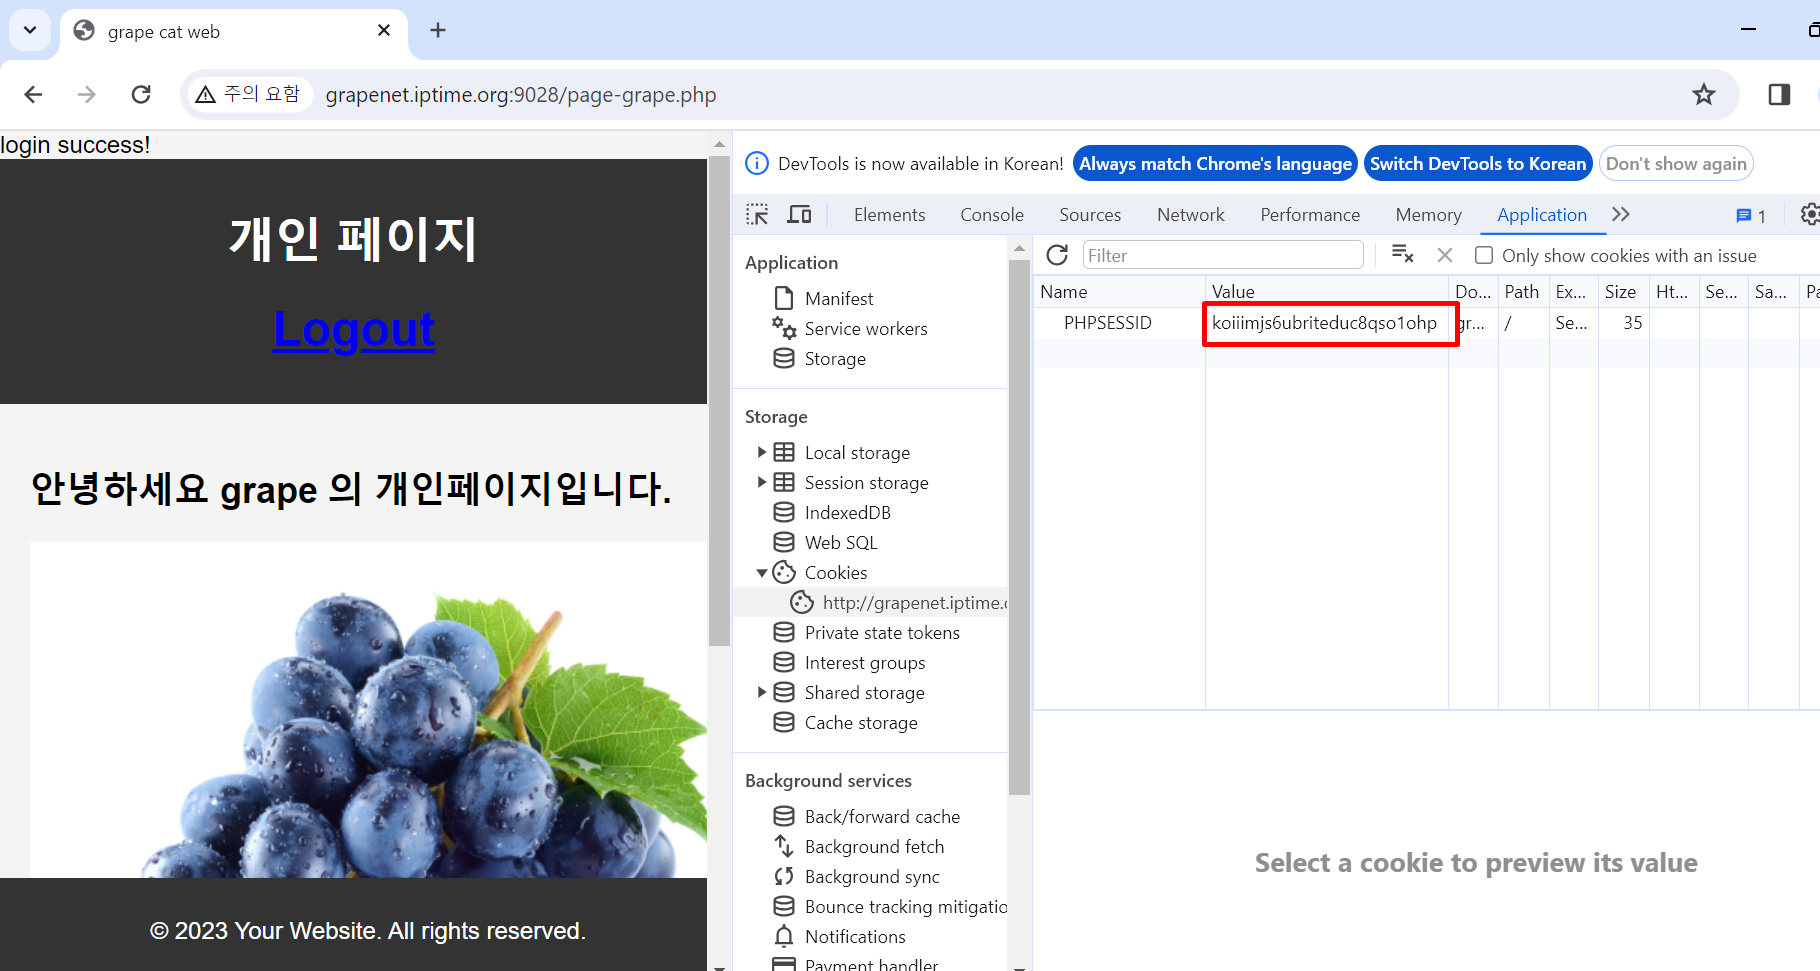 grape cat web
주의 요함
grapenet.iptime.org:9028/page-grape.php
login success!
개인 페이지
Logout
안녕하세요 grape 의 개인페이지입니다.
© 2023 Your Website. All rights reserved.
DevTools is now available in Korean!
Always match Chrome's language
Switch DevTools to Korean
Don't show again
Elements
Console
Sources
Network
Performance
Memory
Application
1
Application
Manifest
Service workers
Storage
Storage
Local storage
Session storage
IndexedDB
Web SQL
Cookies
http://grapenet.iptime.
Private state tokens
Interest groups
Shared storage
Cache storage
Background services
Back/forward cache
Background fetch
Background sync
Bounce tracking mitigatio
Notifications
Payment handler
Filter
Only show cookies with an issue
Name Value Do... Path Ex... Size Ht... Se... Sa... Pa
PHPSESSID koiiimjs6ubriteduc8qso1ohp gr... / Se... 35
Select a cookie to preview its value